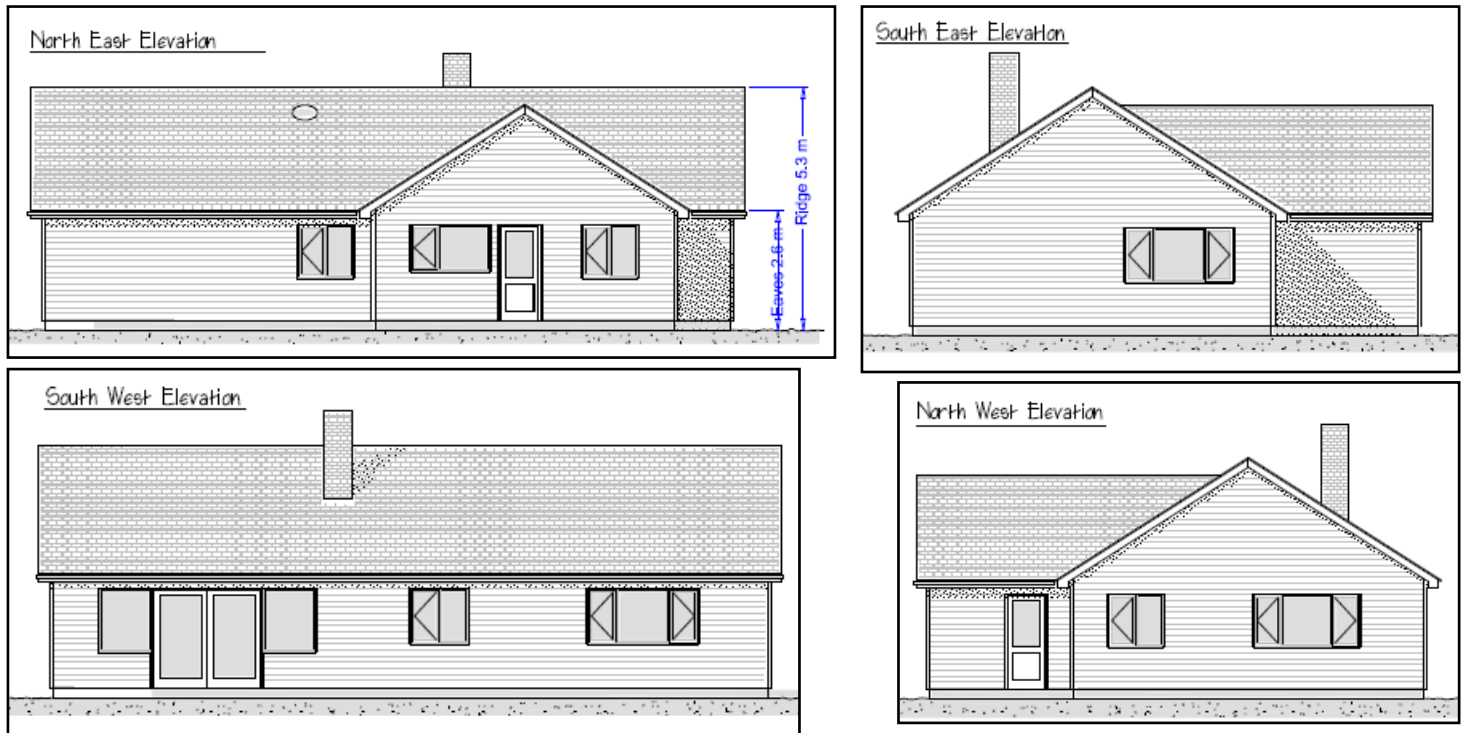 North East Elevation
South East Elevation
Ridge 5.3 m
Eaves 2.6 m
South West Elevation
North West Elevation